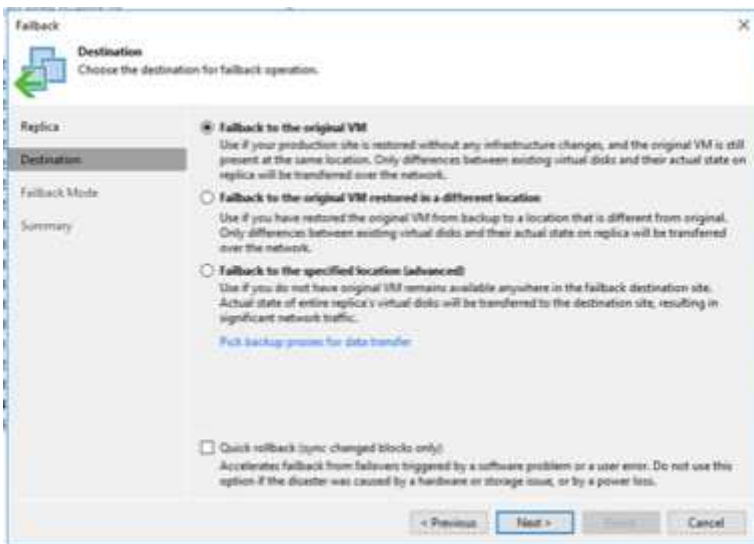 Failback
Destination
Choose the destination for failback operation.
Replica
Destination
Failback Mode
Summary
Failback to the original VM
Use if your production site is restored without any infrastructure changes, and the original VM is still
present at the same location. Only differences between existing virtual disks and their actual state on
replica will be transferred over the network.
Failback to the original VM restored in a different location
Use if you have restored the original VM from backup to a location that is different from original.
Only differences between existing virtual disks and their actual state on replica will be transferred
over the network.
Failback to the specified location (advanced)
Use if you do not have original VM remains available anywhere in the failback destination site.
Actual state of entire replica's virtual disks will be transferred to the destination site, resulting in
significant network traffic.
Pick backup proxies for data transfer
Quick rollback (sync changed blocks only)
Accelerates failback from failovers triggered by a software problem or a user error. Do not use this
option if the disaster was caused by a hardware or storage issue, or by a power loss.
< Previous
Next >
Cancel